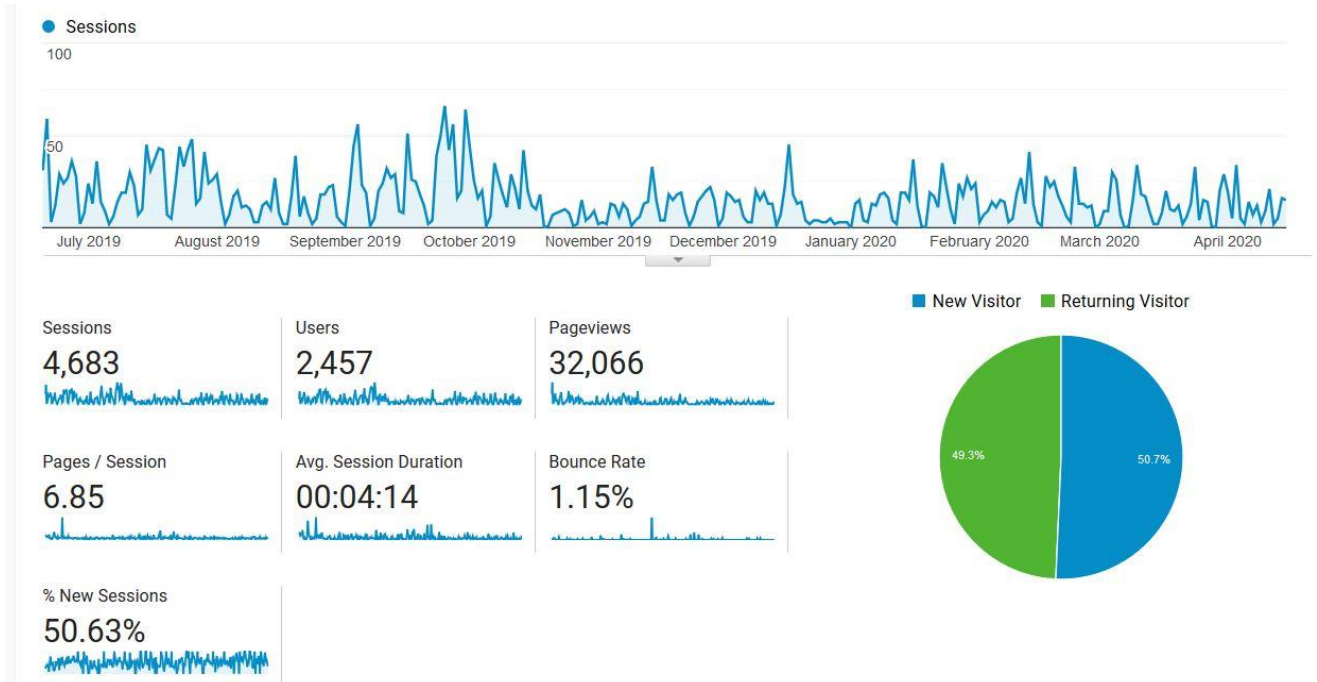 Sessions
100
50
July 2019 August 2019 September 2019 October 2019 November 2019 December 2019 January 2020 February 2020 March 2020 April 2020
New Visitor Returning Visitor
Sessions Users Pageviews
4,683 2,457 32,066
Pages / Session Avg. Session Duration Bounce Rate
6.85 00:04:14 1.15%
49.3% 50.7%
% New Sessions
50.63%